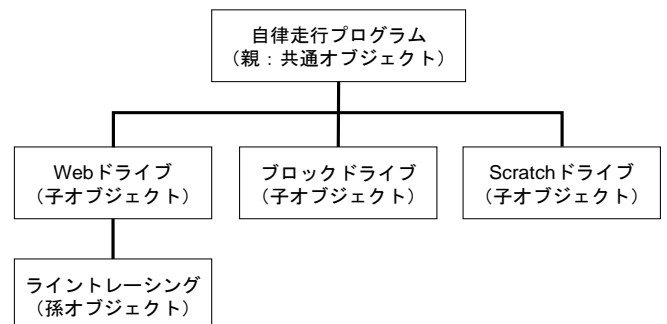 自律走行プログラム
（親：共通オブジェクト）
Webドライブ
（子オブジェクト）
ブロックドライブ
（子オブジェクト）
Scratchドライブ
（子オブジェクト）
ライントレーシング
（孫オブジェクト）